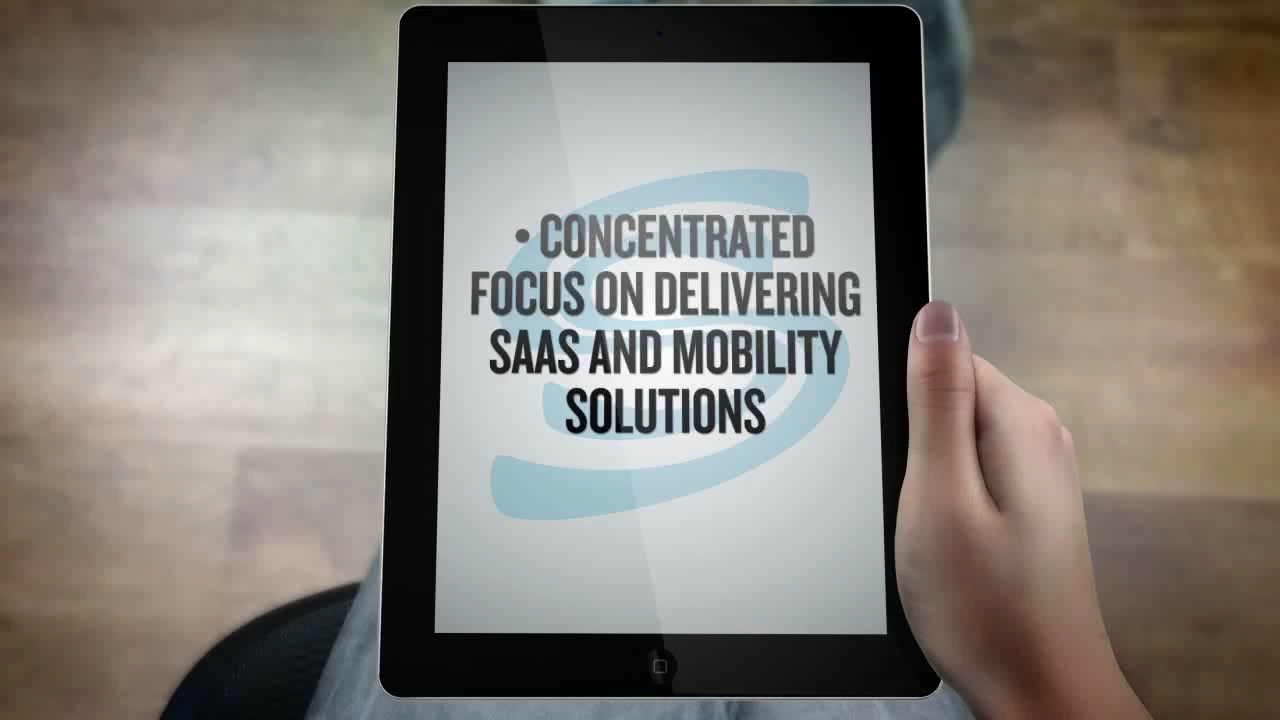 • CONCENTRATED
FOCUS ON DELIVERING
SAAS AND MOBILITY
SOLUTIONS